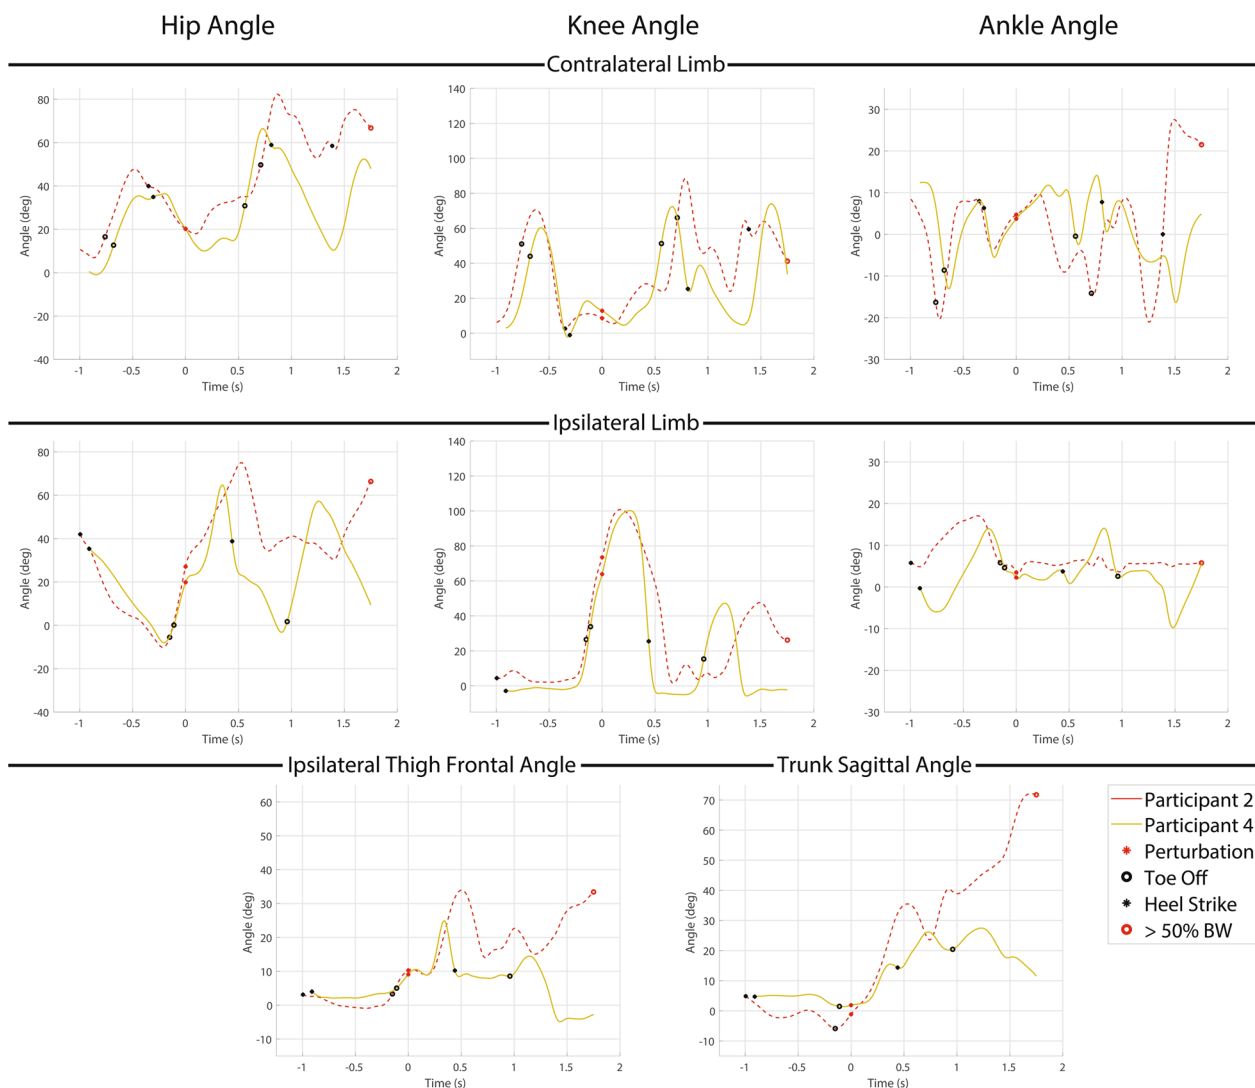 Hip Angle Knee Angle Ankle Angle
Contralateral Limb
80
60
40
20
0
-20
-40
Angle (deg)
-1 -0.5 0 0.5 1 1.5 2
Time (s)
140
120
100
80
60
40
20
0
Angle (deg)
-1 -0.5 0 0.5 1 1.5 2
Time (s)
30
20
10
0
-10
-20
-30
Angle (deg)
-1 -0.5 0 0.5 1 1.5 2
Time (s)
Ipsilateral Limb
80
60
40
20
0
-20
-40
Angle (deg)
-1 -0.5 0 0.5 1 1.5 2
Time (s)
140
120
100
80
60
40
20
0
Angle (deg)
-1 -0.5 0 0.5 1 1.5 2
Time (s)
30
20
10
0
-10
-20
-30
Angle (deg)
-1 -0.5 0 0.5 1 1.5 2
Time (s)
Ipsilateral Thigh Frontal Angle
60
50
40
30
20
10
0
-10
Angle (deg)
-1 -0.5 0 0.5 1 1.5 2
Time (s)
Trunk Sagittal Angle
70
60
50
40
30
20
10
0
-10
Angle (deg)
-1 -0.5 0 0.5 1 1.5 2
Time (s)
Participant 2
Participant 4
Perturbation
Toe Off
Heel Strike
> 50% BW